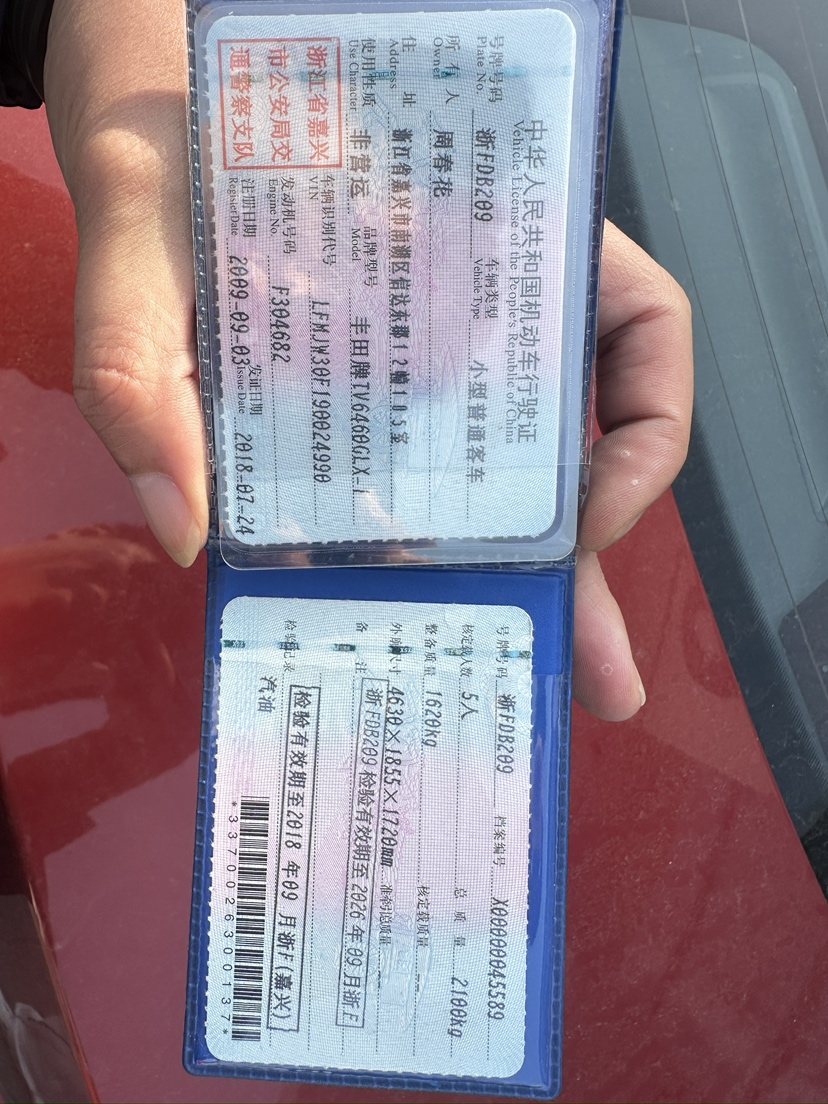 中华人民共和国机动车行驶证
Vehicle License of the People's Republic of China
号牌号码 Plate No. 浙FDB209 车辆类型 Vehicle Type 小型普通客车
所有人 Owner 周春花
住址 Address 浙江省嘉兴市南湖区信达东郡12幢105室
使用性质 Use Character 非营运 品牌型号 Model 丰田牌TV6460GLX-i
浙江省嘉兴
市公安局交
通警察支队
车辆识别代号 VIN LFMJW30F190024990
发动机号码 Engine No. F304682
注册日期 Register Date 2009-09-03 发证日期 Issue Date 2018-07-24
号牌号码 浙FDB209 档案编号 X00000045589
核定载人数 5人 总质量 2100kg
整备质量 1620kg 核定载质量
外廓尺寸 4630×1855×1720mm 准牵引总质量
备注 浙FDB209 检验有效期至2026年09月浙F
检验有效期至2018年09月浙F(嘉兴)
检验记录
汽油 *3370026300137*